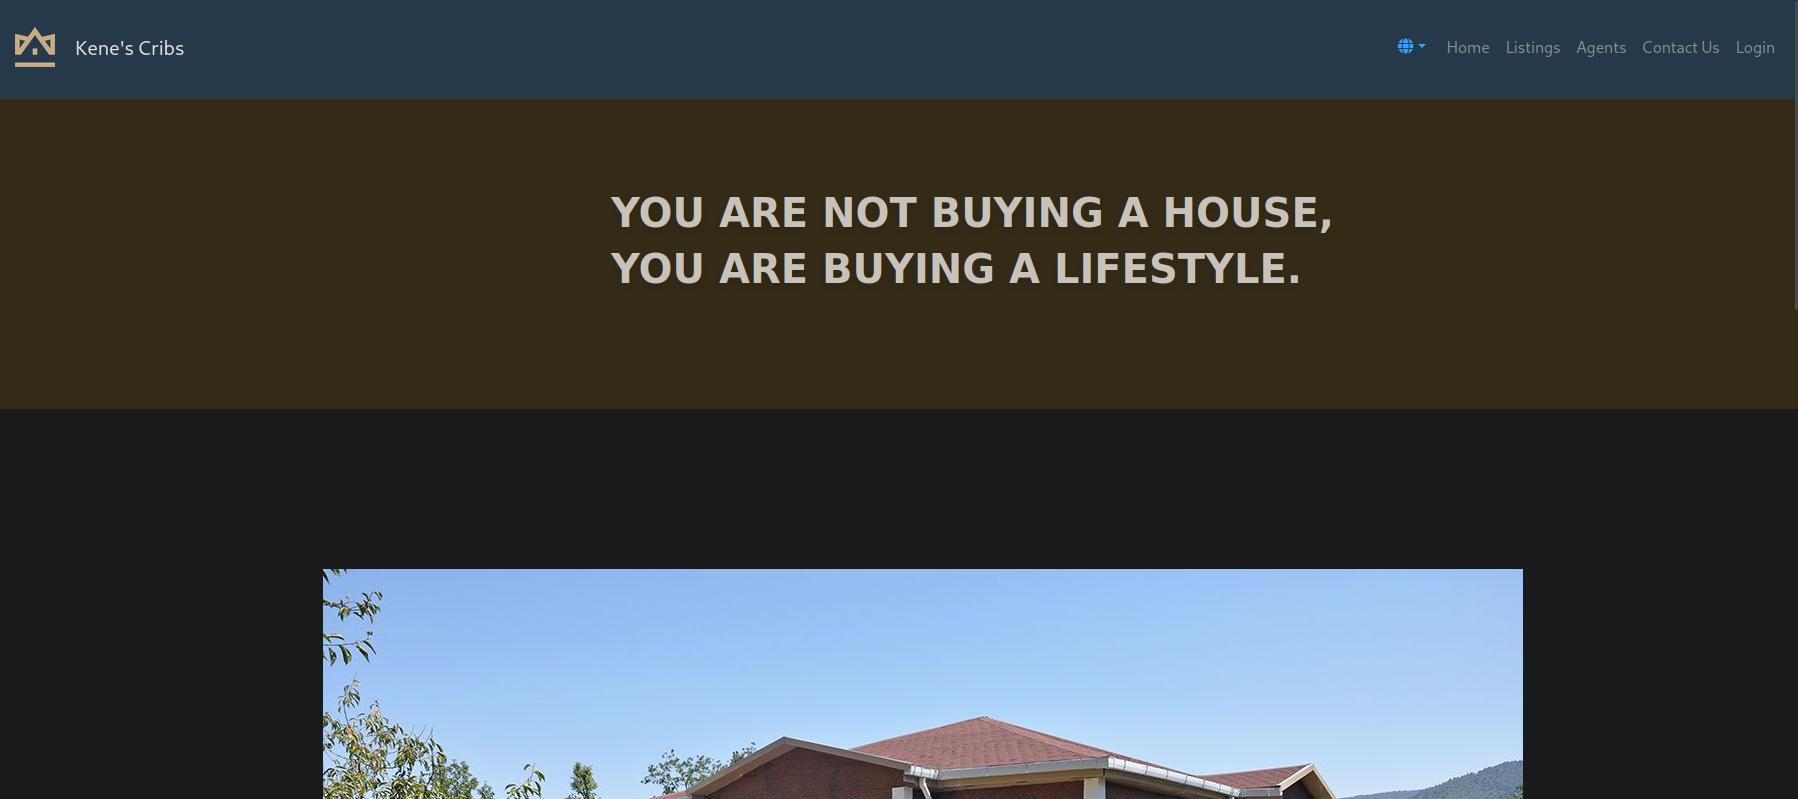 Kene's Cribs
Home Listings Agents Contact Us Login
YOU ARE NOT BUYING A HOUSE,
YOU ARE BUYING A LIFESTYLE.